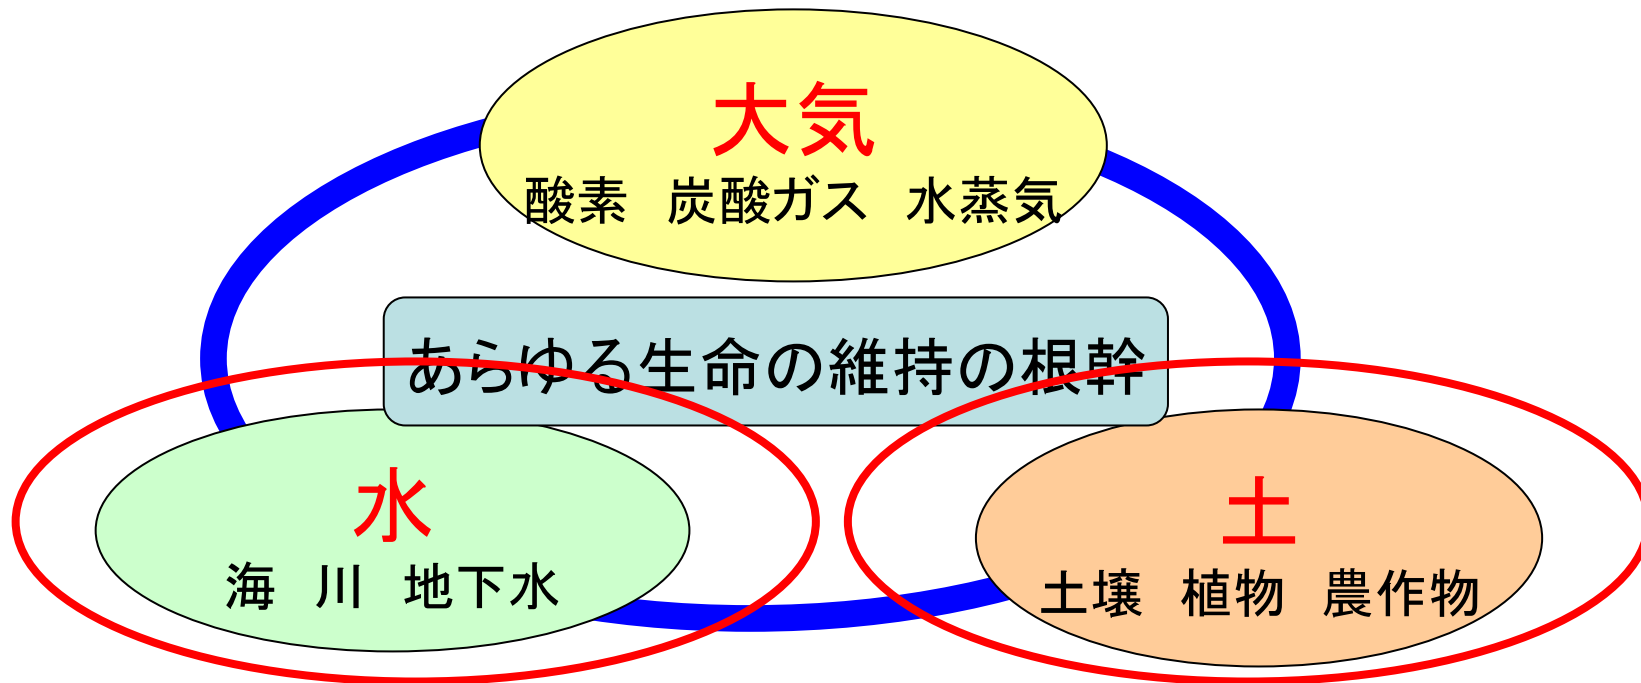 大気
酸素　炭酸ガス　水蒸気
あらゆる生命の維持の根幹
水
海　川　地下水
土
土壌　植物　農作物